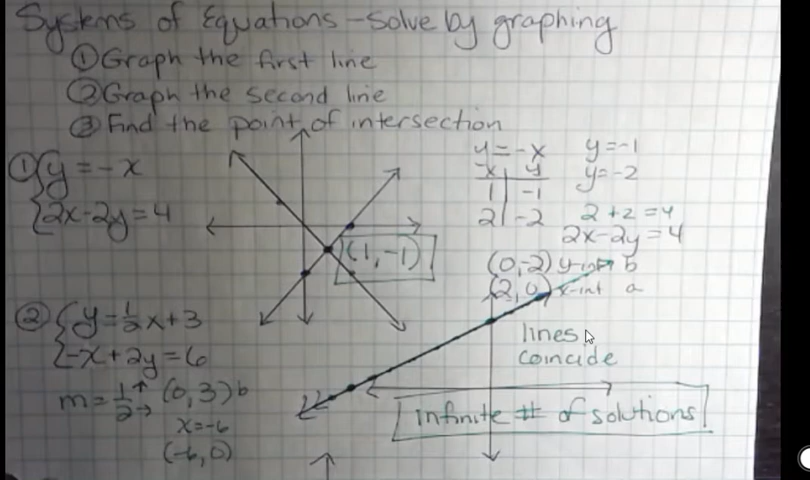 Systems of Equations - Solve by graphing
① Graph the first line
② Graph the second line
③ Find the point of intersection
① { y = -x
{ 2x - 2y = 4
(1, -1)
y = -x
x | y
1 | -1
2 | -2
y = -1
y = -2
2 + 2 = 4
2x - 2y = 4
(0, -2) y-int b
(2, 0) x-int a
② { y = 1/2 x + 3
{ -x + 2y = 6
m = 1/2 ↑ → (0, 3) b
x = -6
(-6, 0)
lines
coincide
infinite # of solutions